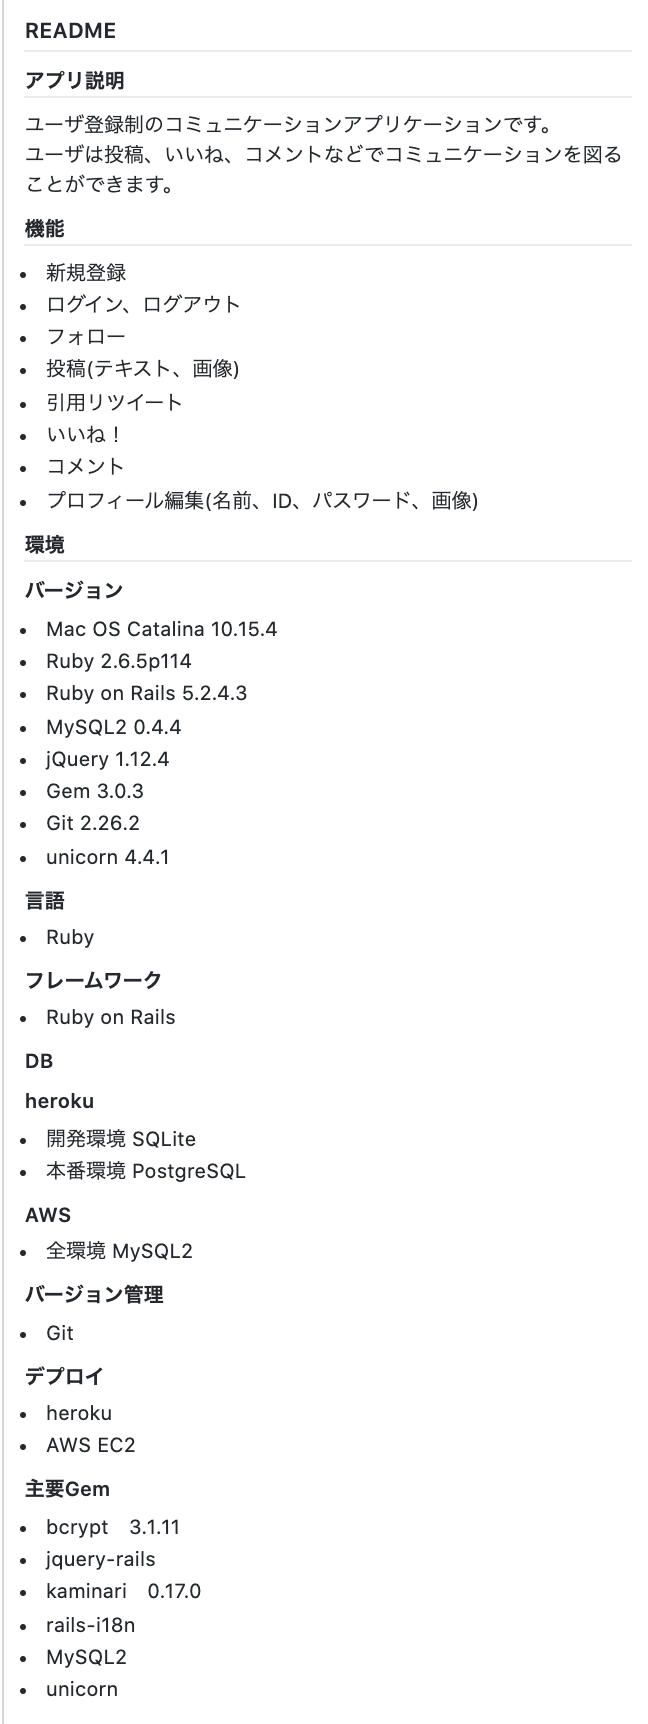 README
アプリ説明
ユーザ登録制のコミュニケーションアプリケーションです。
ユーザは投稿、いいね、コメントなどでコミュニケーションを図る
ことができます。
機能
新規登録
ログイン、ログアウト
フォロー
投稿(テキスト、画像)
引用リツイート
いいね！
コメント
プロフィール編集(名前、ID、パスワード、画像)
環境
バージョン
Mac OS Catalina 10.15.4
Ruby 2.6.5p114
Ruby on Rails 5.2.4.3
MySQL2 0.4.4
jQuery 1.12.4
Gem 3.0.3
Git 2.26.2
unicorn 4.4.1
言語
Ruby
フレームワーク
Ruby on Rails
DB
heroku
開発環境 SQLite
本番環境 PostgreSQL
AWS
全環境 MySQL2
バージョン管理
Git
デプロイ
heroku
AWS EC2
主要Gem
bcrypt　3.1.11
jquery-rails
kaminari　0.17.0
rails-i18n
MySQL2
unicorn